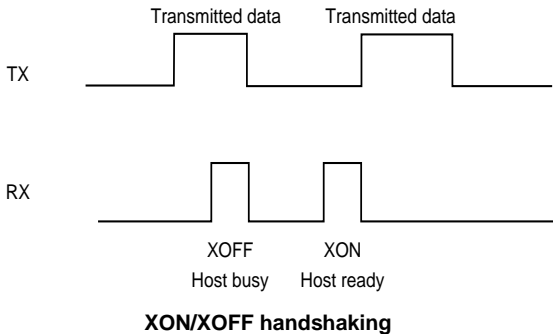 Transmitted data Transmitted data
TX
RX
XOFF XON
Host busy Host ready
XON/XOFF handshaking